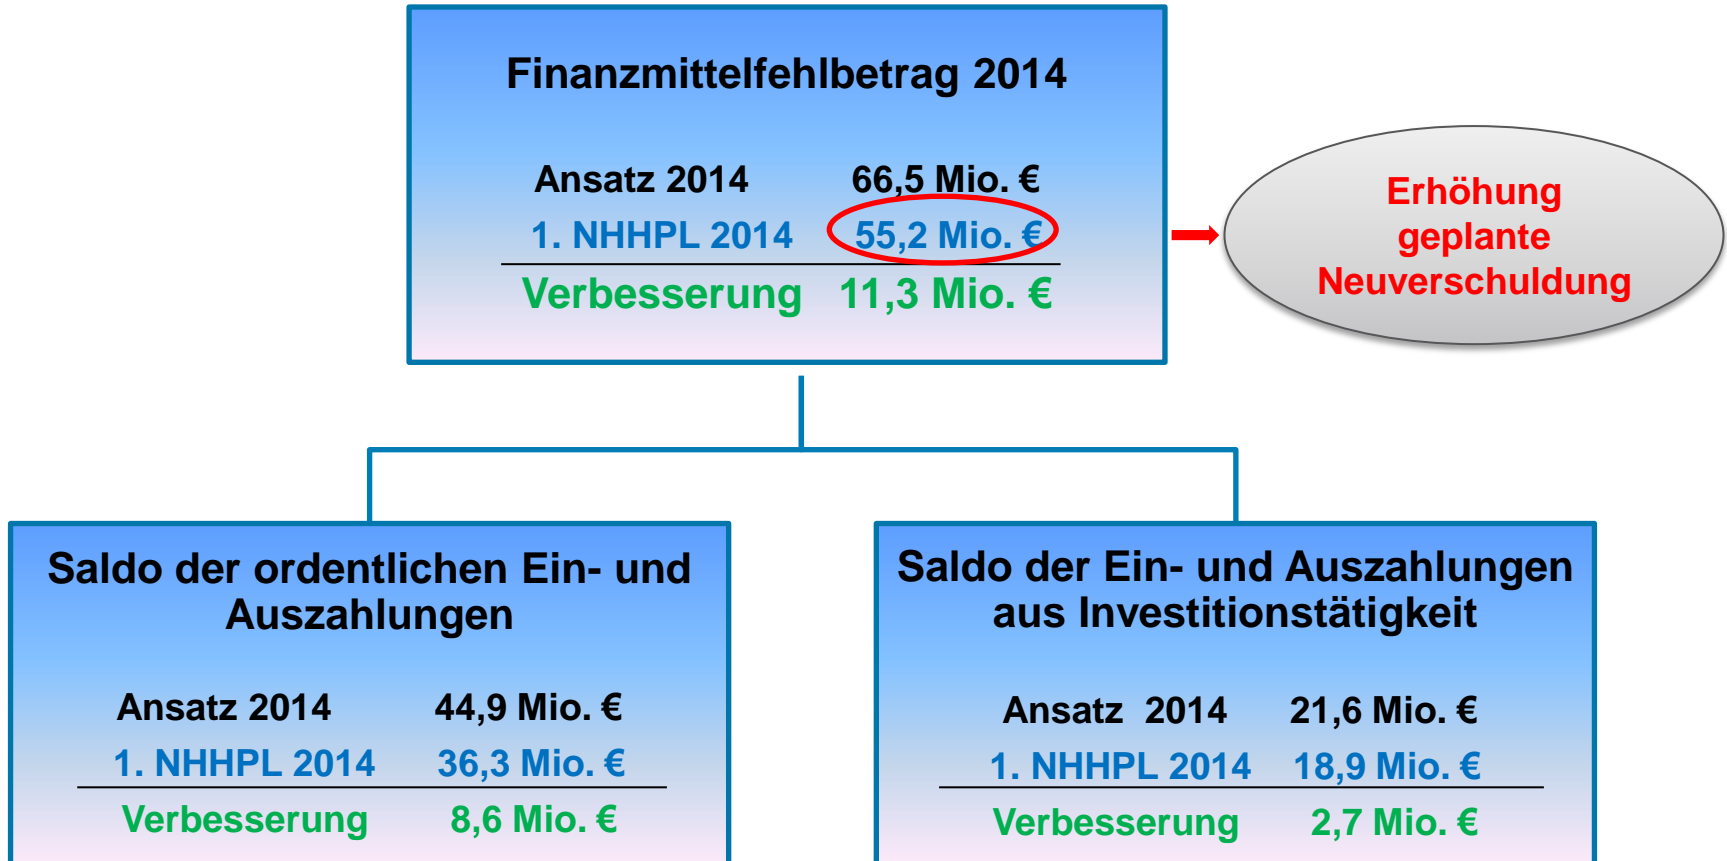 Finanzmittelfehlbetrag 2014
Ansatz 2014 66,5 Mio. €
1. NHHPL 2014 55,2 Mio. €
Verbesserung 11,3 Mio. €
Erhöhung
geplante
Neuverschuldung
Saldo der ordentlichen Ein- und
Auszahlungen
Ansatz 2014 44,9 Mio. €
1. NHHPL 2014 36,3 Mio. €
Verbesserung 8,6 Mio. €
Saldo der Ein- und Auszahlungen
aus Investitionstätigkeit
Ansatz 2014 21,6 Mio. €
1. NHHPL 2014 18,9 Mio. €
Verbesserung 2,7 Mio. €